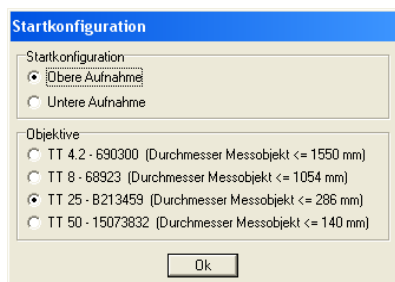 Startkonfiguration
Startkonfiguration
Obere Aufnahme
Untere Aufnahme
Objektive
TT 4.2 - 690300 (Durchmesser Messobjekt <= 1550 mm)
TT 8 - 68923 (Durchmesser Messobjekt <= 1054 mm)
TT 25 - B213459 (Durchmesser Messobjekt <= 286 mm)
TT 50 - 15073832 (Durchmesser Messobjekt <= 140 mm)
Ok